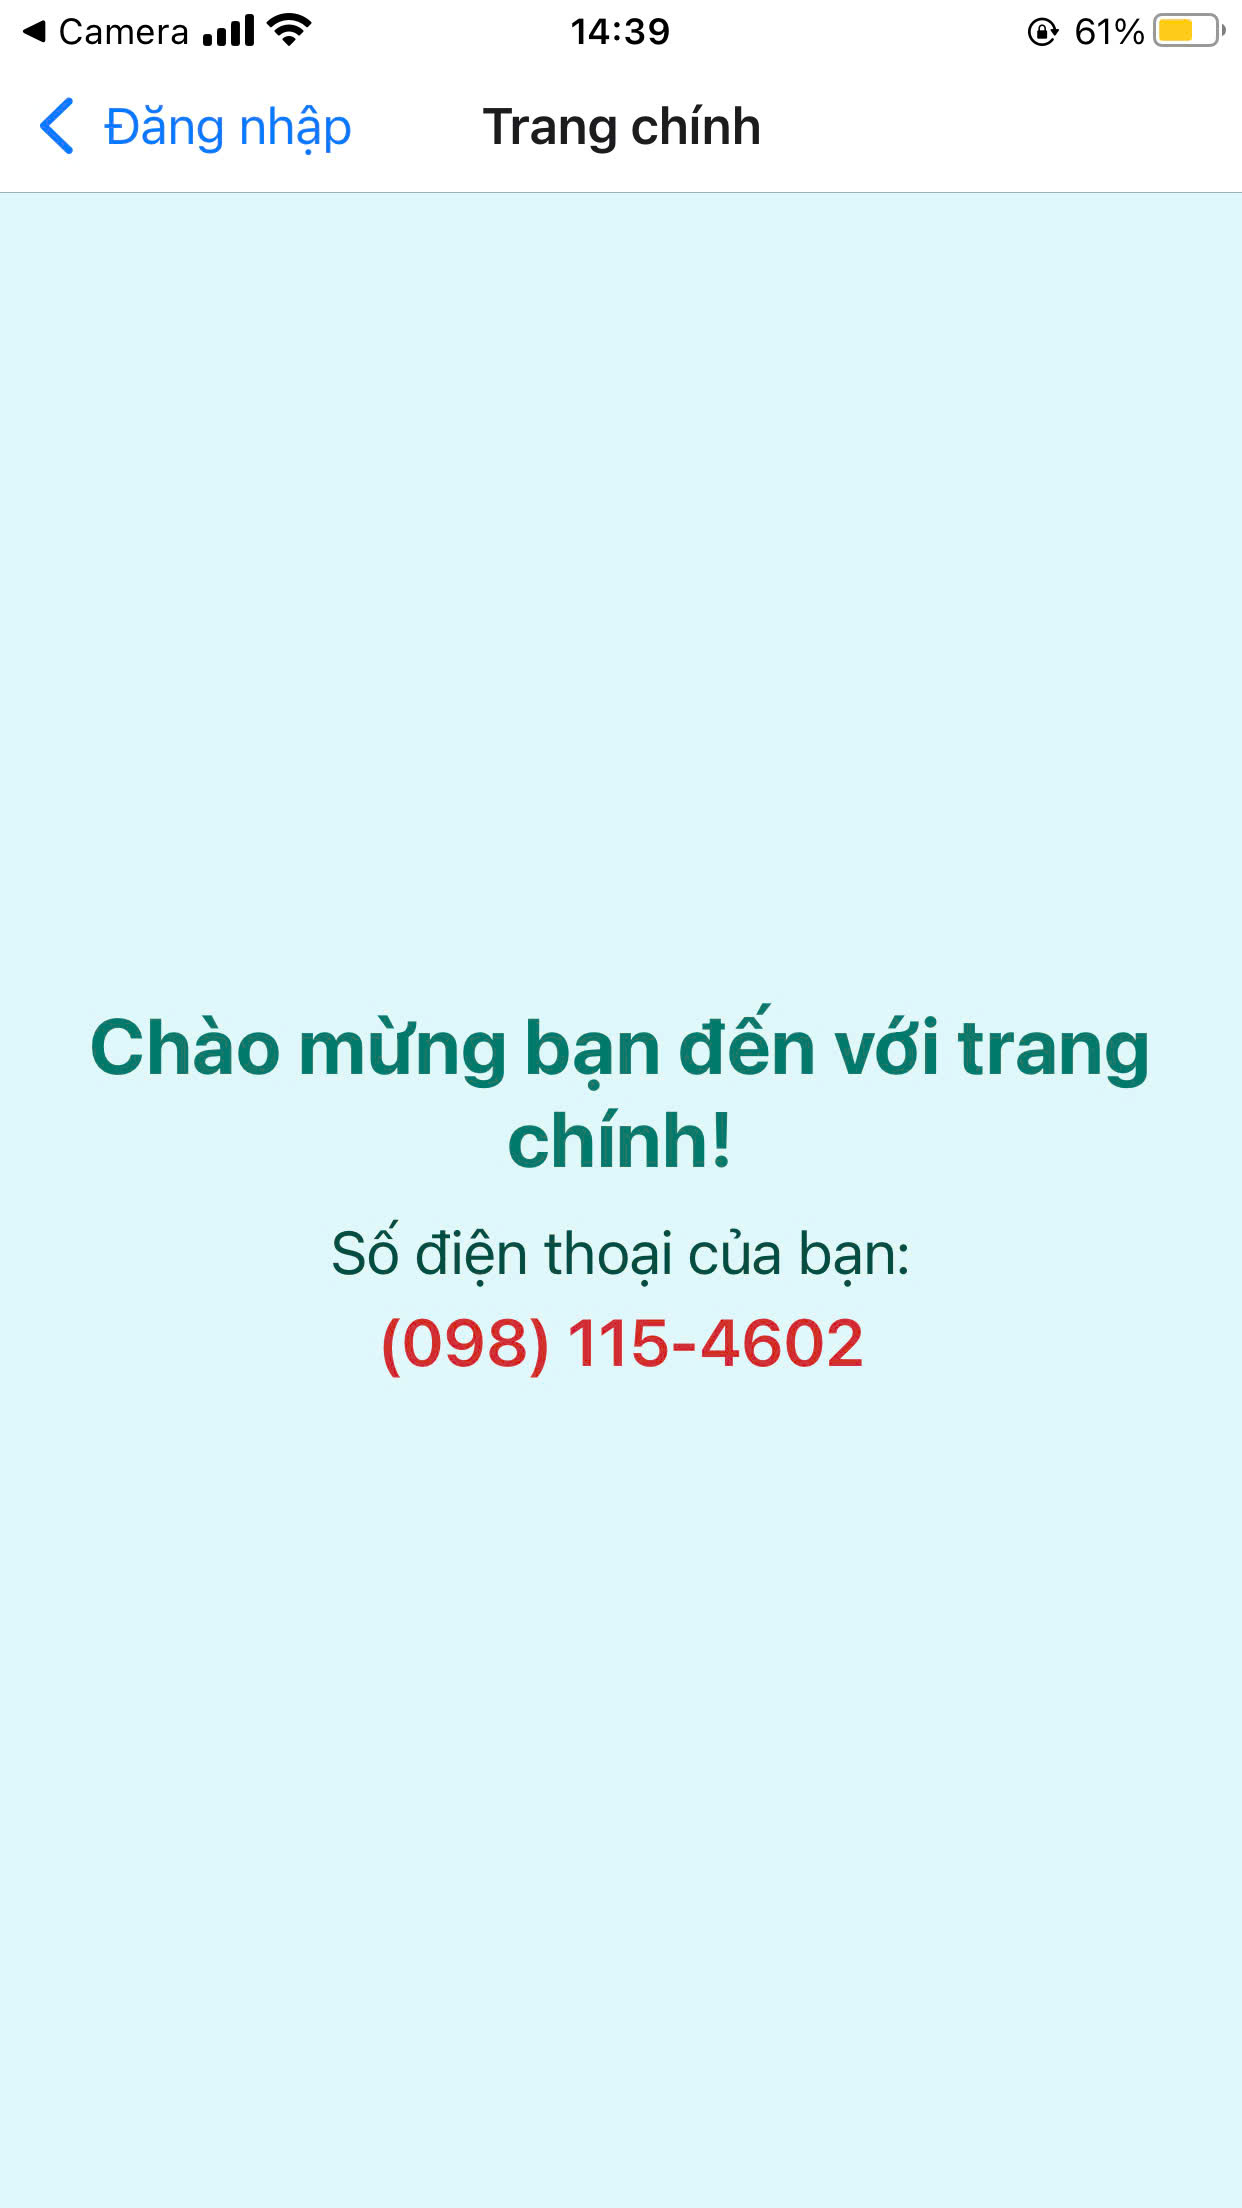 Camera 14:39 61%
Đăng nhập Trang chính
Chào mừng bạn đến với trang
chính!
Số điện thoại của bạn:
(098) 115-4602